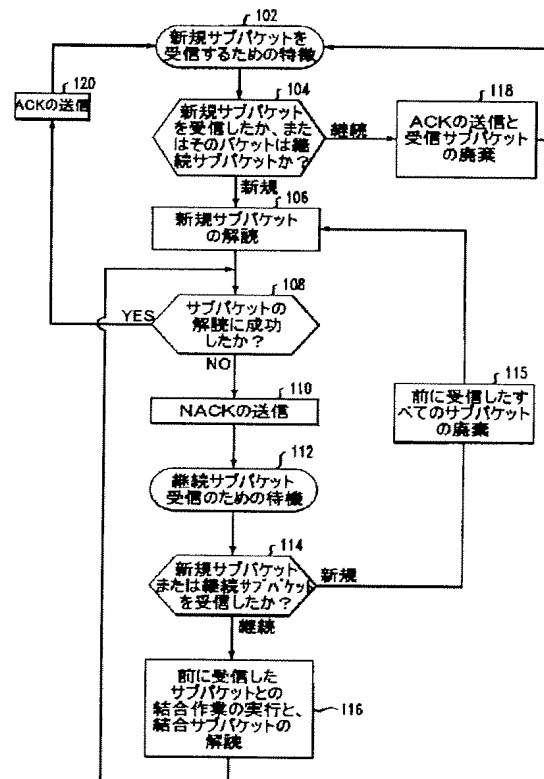 102
新規サブパケットを
受信するための特徴
120
ACKの送信
104
新規サブパケット
を受信したか、また
はそのパケットは継
続サブパケットか?
継続
118
ACKの送信と
受信サブパケット
の廃棄
新規
106
新規サブパケット
の解読
108
サブパケットの
解読に成功
したか?
YES
NO
110
NACKの送信
115
前に受信したす
べてのサブパケット
の廃棄
112
継続サブパケット
受信のための待機
114
新規サブパケット
または継続サブパケット
を受信したか?
新規
継続
前に受信した
サブパケットとの
結合作業の実行と、
結合サブパケットの
解読
116